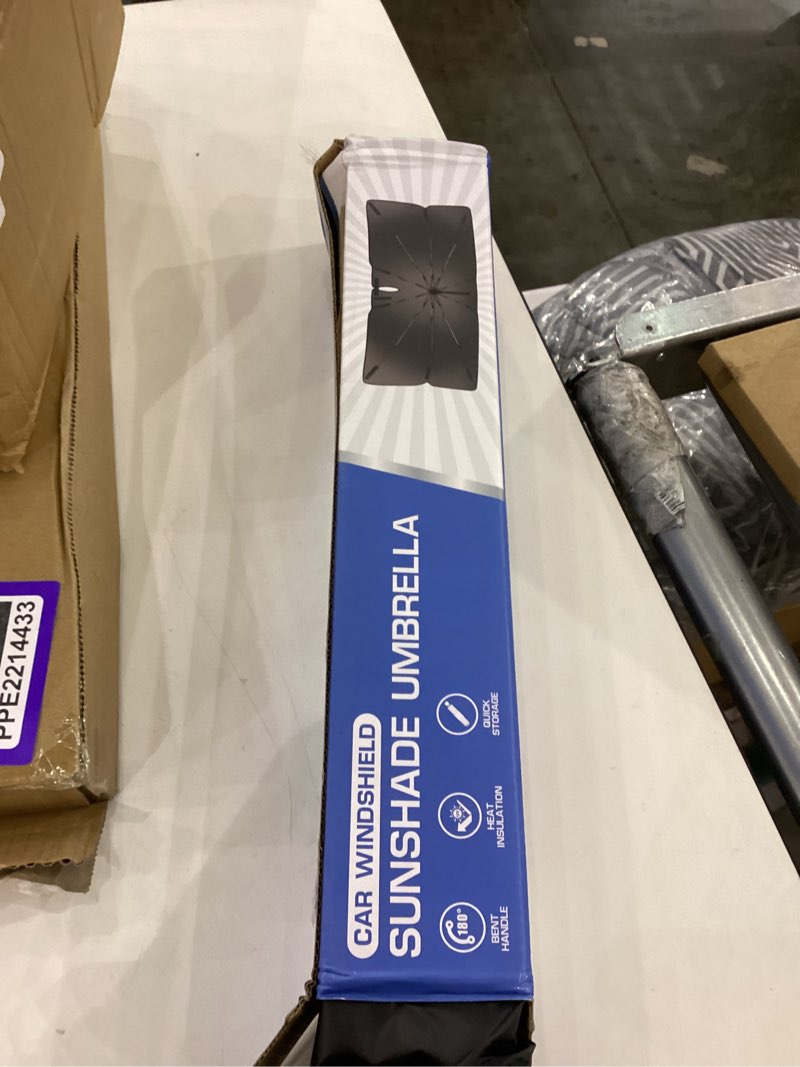 CAR WINDSHIELD
SUNSHADE UMBRELLA
180°
BENT
HANDLE
HEAT
INSULATION
QUICK
STORAGE
PPE2214433